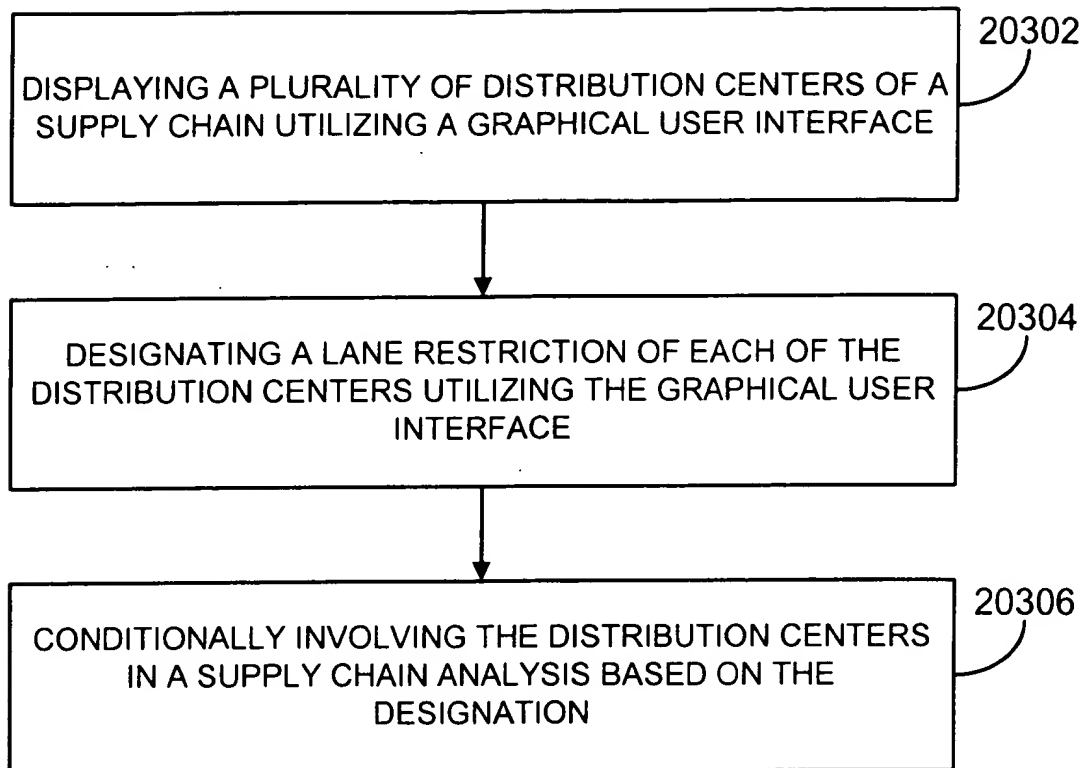 20302
DISPLAYING A PLURALITY OF DISTRIBUTION CENTERS OF A
SUPPLY CHAIN UTILIZING A GRAPHICAL USER INTERFACE
20304
DESIGNATING A LANE RESTRICTION OF EACH OF THE
DISTRIBUTION CENTERS UTILIZING THE GRAPHICAL USER
INTERFACE
20306
CONDITIONALLY INVOLVING THE DISTRIBUTION CENTERS
IN A SUPPLY CHAIN ANALYSIS BASED ON THE
DESIGNATION